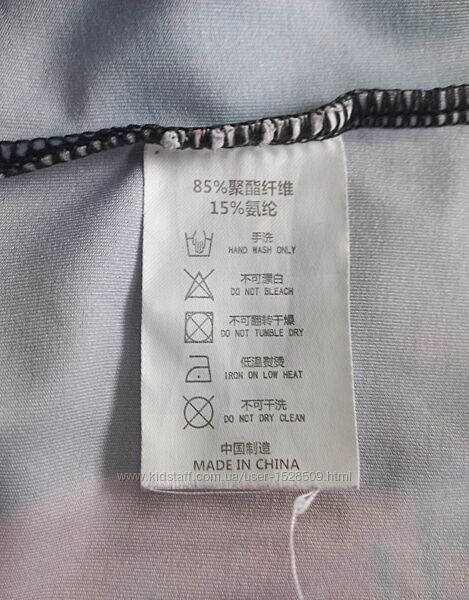 85%聚酯纤维
15%氨纶
手洗
HAND WASH ONLY
不可漂白
DO NOT BLEACH
不可翻转干燥
DO NOT TUMBLE DRY
低温熨烫
IRON ON LOW HEAT
不可干洗
DO NOT DRY CLEAN
中国制造
www.kidstaff.com.ua/user-1528509.html
MADE IN CHINA